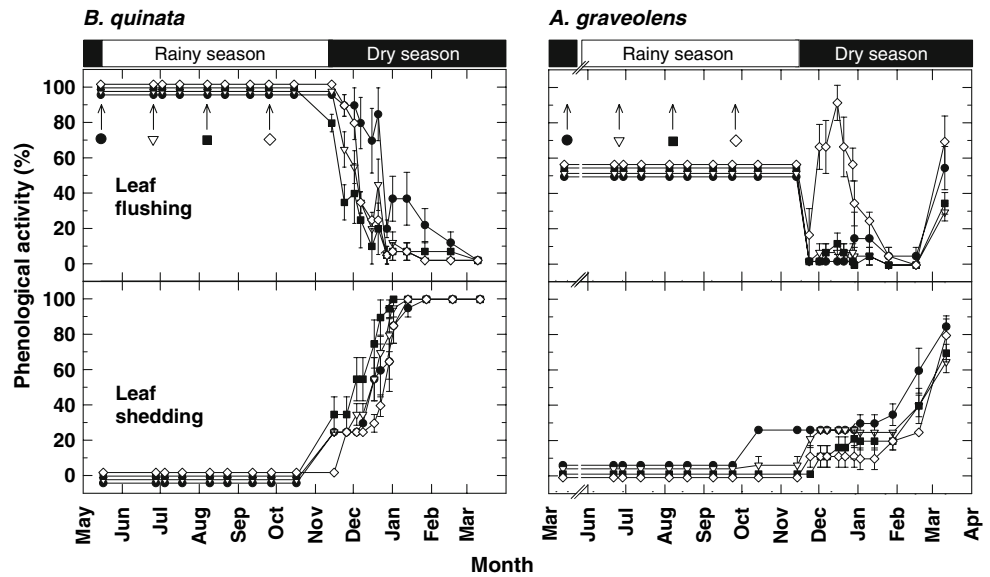 B. quinata
A. graveolens
Rainy season
Dry season
Rainy season
Dry season
Phenological activity (%)
100
80
60
40
20
0
Leaf
flushing
100
80
60
40
20
0
Leaf
shedding
May
Jun
Jul
Aug
Sep
Oct
Nov
Dec
Jan
Feb
Mar
Mar
Jun
Jul
Aug
Sep
Oct
Nov
Dec
Jan
Feb
Mar
Apr
Month